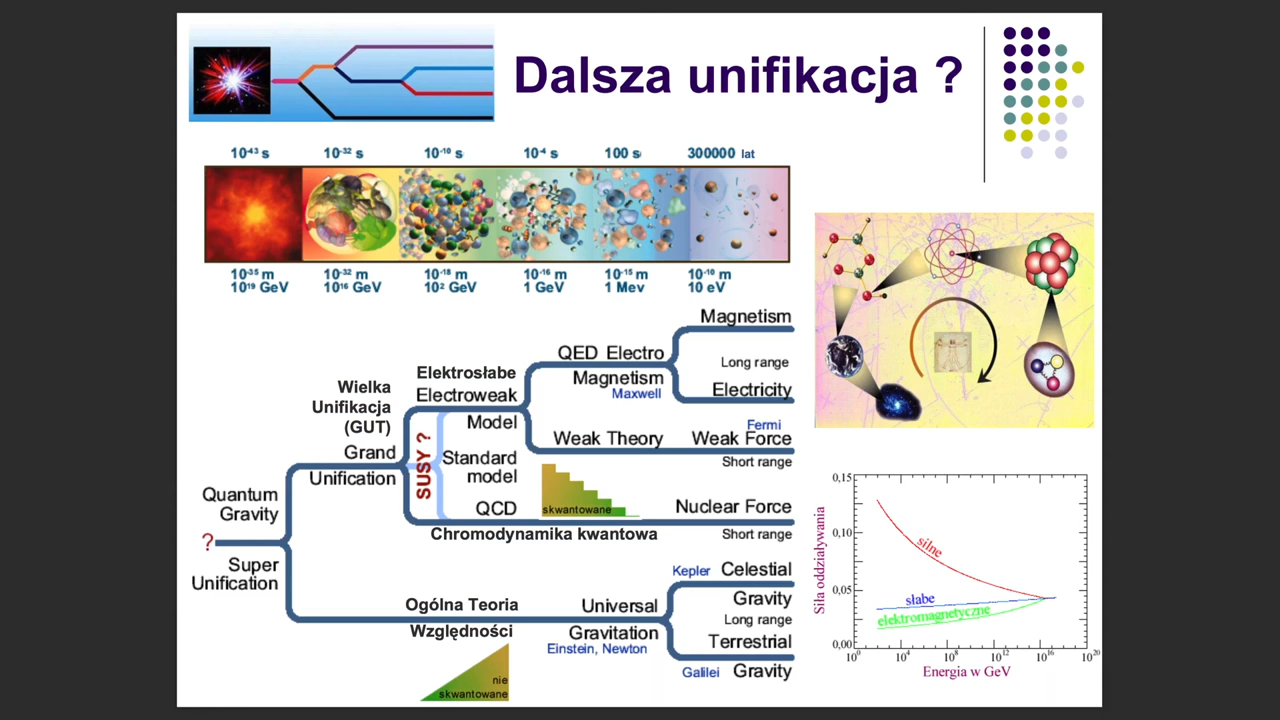 Dalsza unifikacja ?
10⁻⁴³ s 10⁻³² s 10⁻¹⁰ s 10⁻⁴ s 100 s 300000 lat
10⁻³⁵ m 10⁻³² m 10⁻¹⁸ m 10⁻¹⁶ m 10⁻¹⁵ m 10⁻¹⁰ m
10¹⁹ GeV 10¹⁶ GeV 10² GeV 1 GeV 1 Mev 10 eV
Magnetism
QED Electro
Long range
Magnetism
Maxwell
Electricity
Elektrosłabe
Electroweak
Model
Wielka
Unifikacja
(GUT)
Grand
Unification
SUSY ?
Standard
model
Fermi
Weak Theory Weak Force
Short range
skwantowane
QCD
Nuclear Force
Chromodynamika kwantowa
Short range
Quantum
Gravity
?
Super
Unification
Kepler Celestial
Gravity
Ogólna Teoria
Względności
Universal
Gravitation
Einstein, Newton
Long range
Terrestrial
Galilei Gravity
nie
skwantowane
Siła oddziaływania
0,15
0,10
0,05
0,00
silne
słabe
elektromagnetyczne
10⁰ 10⁴ 10⁸ 10¹² 10¹⁶ 10²⁰
Energia w GeV